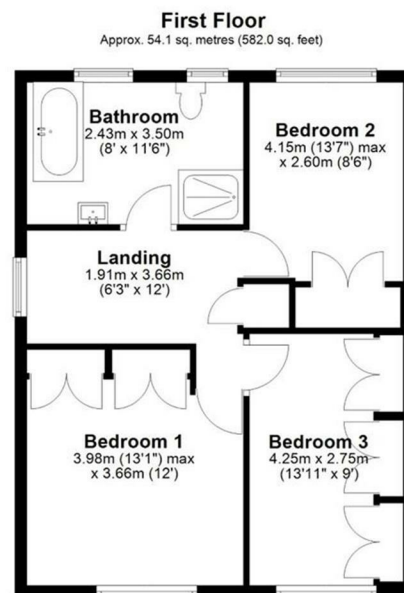 First Floor
Approx. 54.1 sq. metres (582.0 sq. feet)
Bathroom
2.43m x 3.50m
(8' x 11'6")
Bedroom 2
4.15m (13'7") max
x 2.60m (8'6")
Landing
1.91m x 3.66m
(6'3" x 12')
Bedroom 1
3.98m (13'1") max
x 3.66m (12')
Bedroom 3
4.25m x 2.75m
(13'11" x 9')